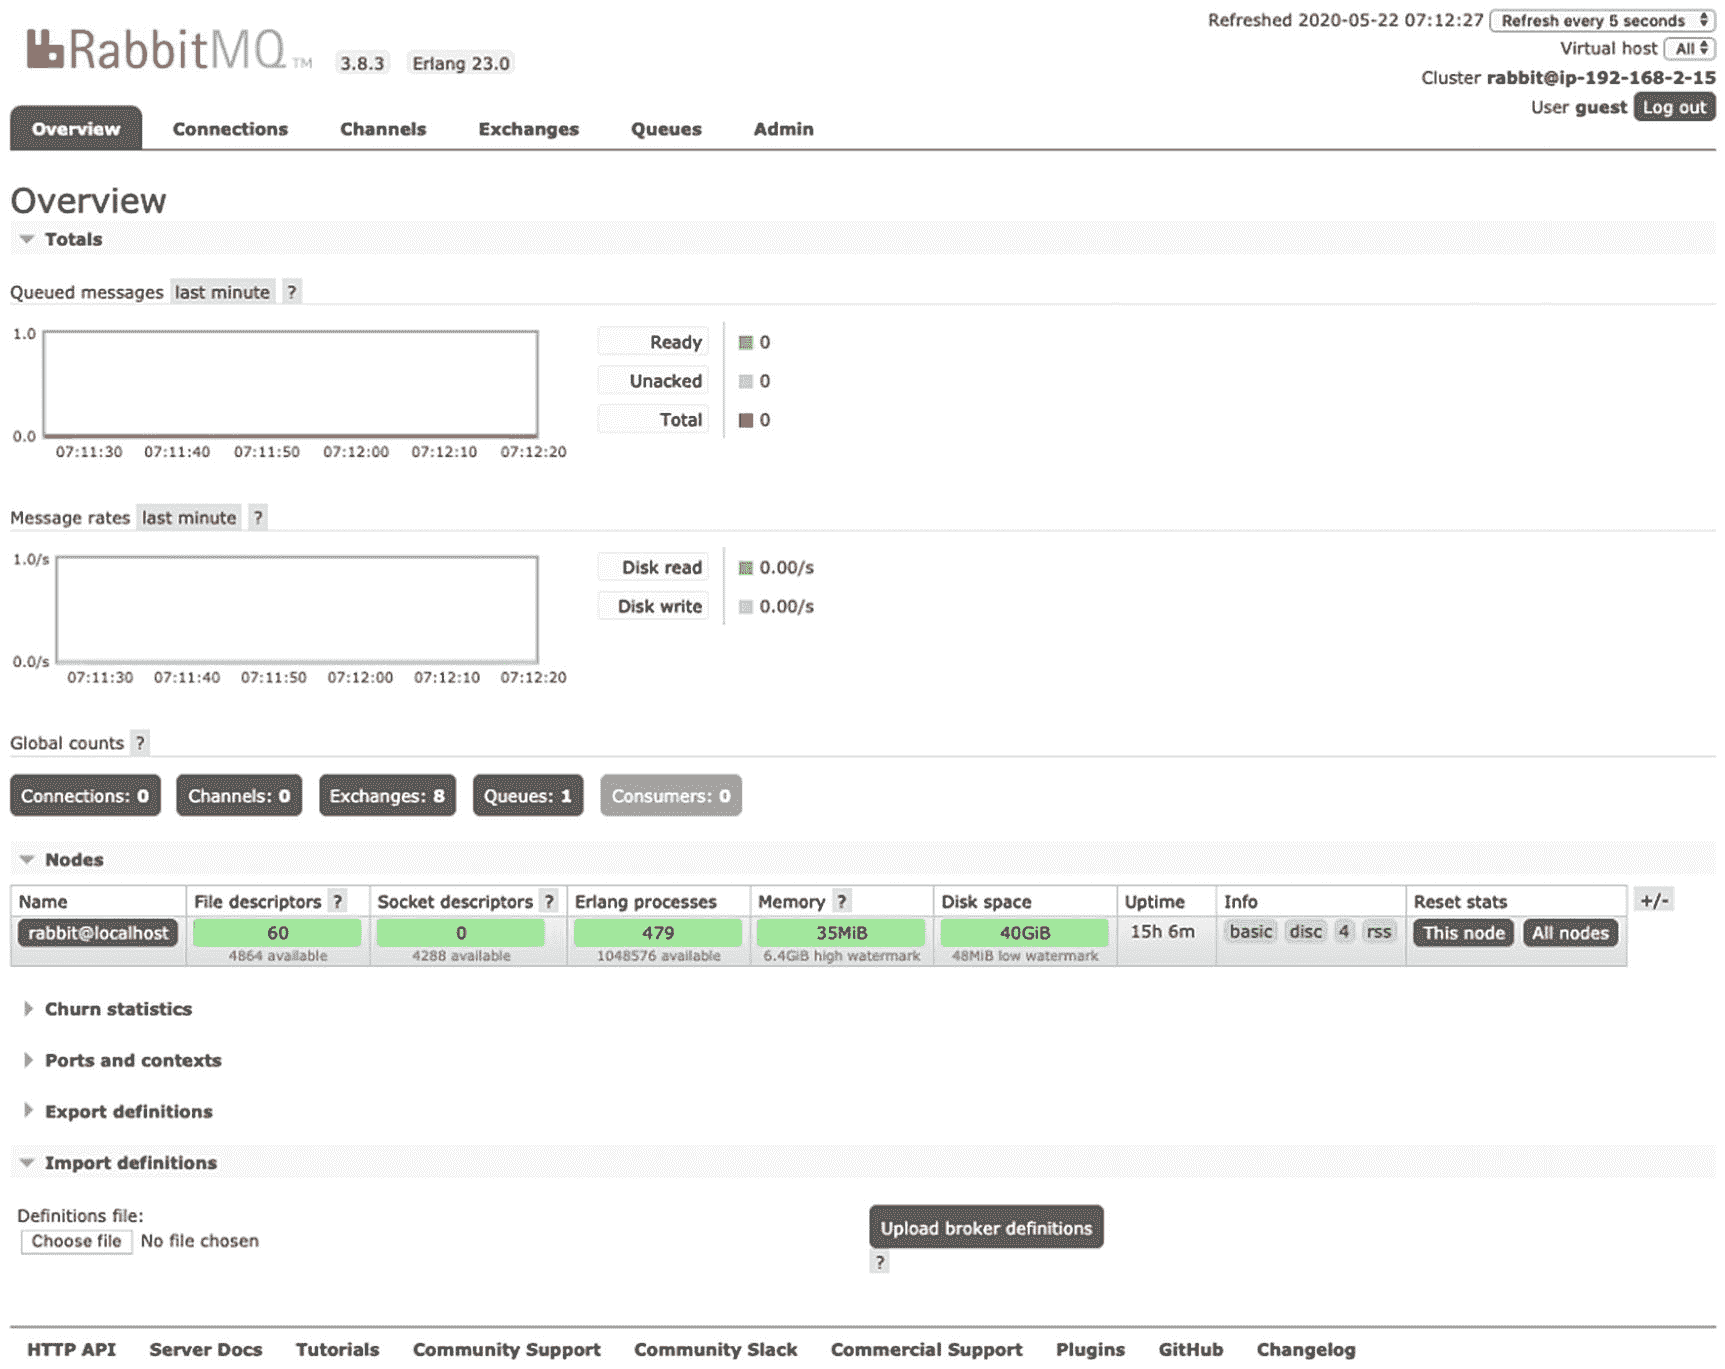 RabbitMQ TM 3.8.3 Erlang 23.0
Refreshed 2020-05-22 07:12:27 Refresh every 5 seconds
Virtual host All
Cluster rabbit@ip-192-168-2-15
User guest Log out
Overview Connections Channels Exchanges Queues Admin
Overview
Totals
Queued messages last minute ?
1.0
0.0
07:11:30 07:11:40 07:11:50 07:12:00 07:12:10 07:12:20
Ready 0
Unacked 0
Total 0
Message rates last minute ?
1.0/s
0.0/s
07:11:30 07:11:40 07:11:50 07:12:00 07:12:10 07:12:20
Disk read 0.00/s
Disk write 0.00/s
Global counts ?
Connections: 0 Channels: 0 Exchanges: 8 Queues: 1 Consumers: 0
Nodes
Name File descriptors ? Socket descriptors ? Erlang processes Memory ? Disk space Uptime Info Reset stats +/-
rabbit@localhost 60 0 479 35MiB 40GiB 15h 6m basic disc 4 rss This node All nodes
4864 available 4288 available 1048576 available 6.4GiB high watermark 48MiB low watermark
Churn statistics
Ports and contexts
Export definitions
Import definitions
Definitions file:
Choose file No file chosen
Upload broker definitions
?
HTTP API Server Docs Tutorials Community Support Community Slack Commercial Support Plugins GitHub Changelog